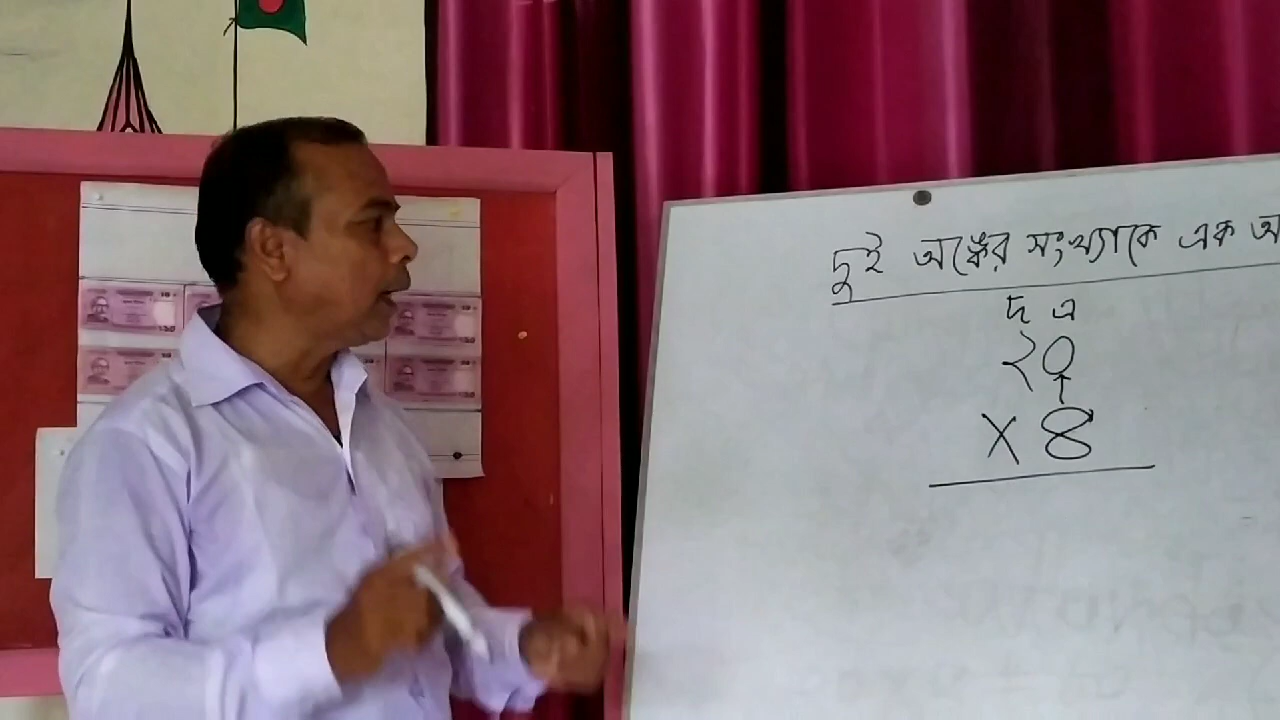 দুই অঙ্কের সংখ্যাকে এক অ
দ এ
২০
× ৪